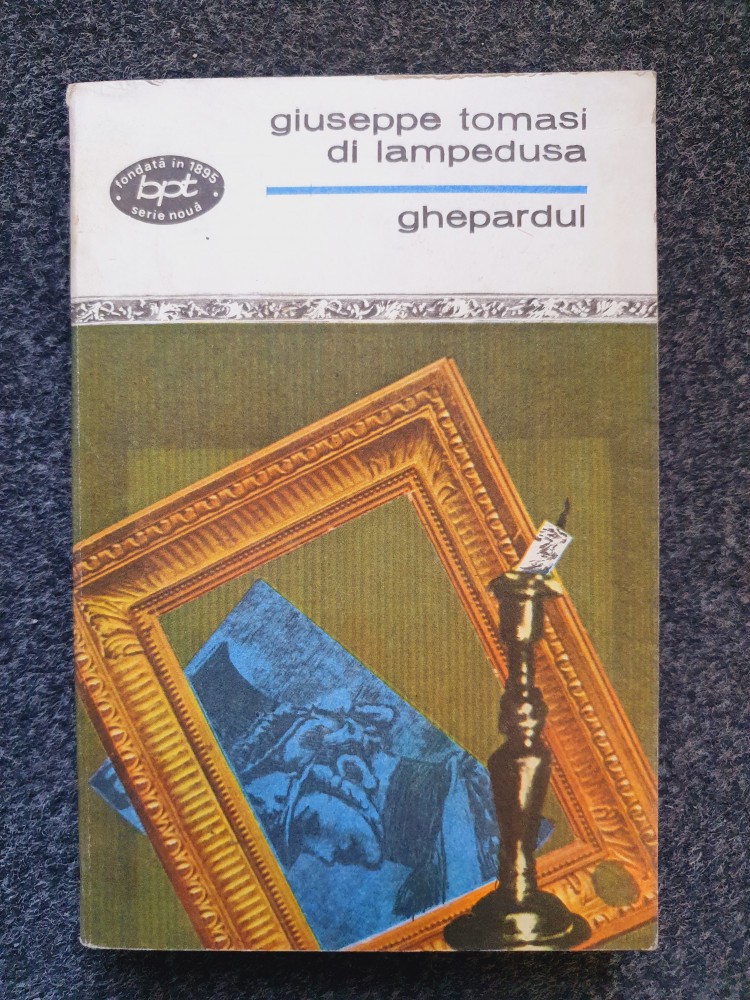 giuseppe tomasi
di lampedusa
fondată în 1895
bpt
serie nouă
ghepardul